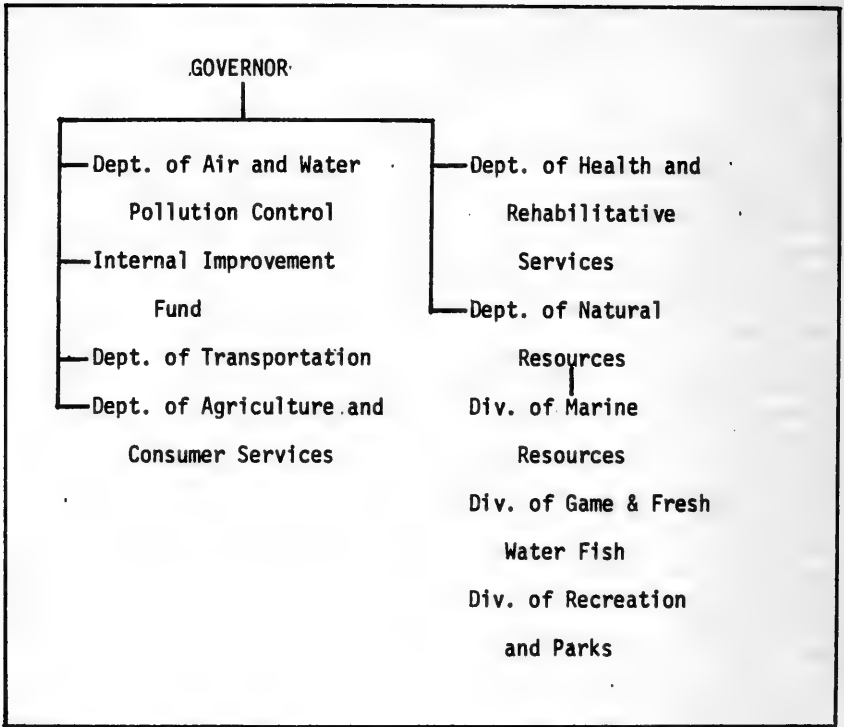 GOVERNOR
Dept. of Air and Water
Pollution Control
Internal Improvement
Fund
Dept. of Transportation
Dept. of Agriculture and
Consumer Services
Dept. of Health and
Rehabilitative
Services
Dept. of Natural
Resources
Div. of Marine
Resources
Div. of Game & Fresh
Water Fish
Div. of Recreation
and Parks